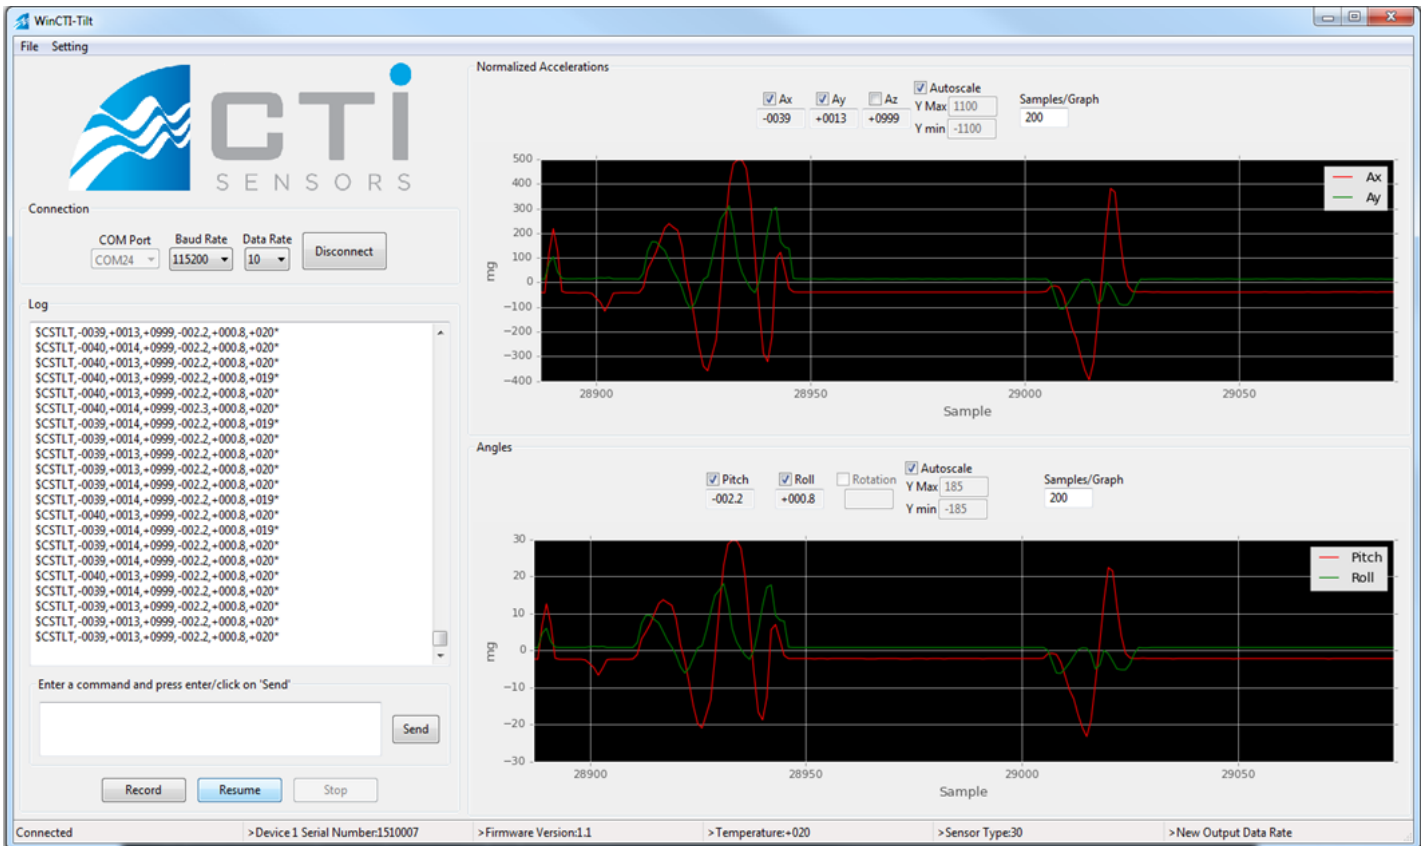 WinCTI-Tilt
File Setting
CTi
SENSORS
Connection
COM Port Baud Rate Data Rate
COM24 115200 10 Disconnect
Log
$CSTLT,-0039,+0013,+0999,-002.2,+000.8,+020*
$CSTLT,-0040,+0014,+0999,-002.2,+000.8,+020*
$CSTLT,-0040,+0013,+0999,-002.2,+000.8,+020*
$CSTLT,-0040,+0013,+0999,-002.2,+000.8,+019*
$CSTLT,-0040,+0013,+0999,-002.2,+000.8,+020*
$CSTLT,-0040,+0014,+0999,-002.3,+000.8,+020*
$CSTLT,-0039,+0014,+0999,-002.2,+000.8,+019*
$CSTLT,-0039,+0014,+0999,-002.2,+000.8,+020*
$CSTLT,-0039,+0013,+0999,-002.2,+000.8,+020*
$CSTLT,-0039,+0013,+0999,-002.2,+000.8,+020*
$CSTLT,-0039,+0014,+0999,-002.2,+000.8,+020*
$CSTLT,-0039,+0014,+0999,-002.2,+000.8,+019*
$CSTLT,-0040,+0013,+0999,-002.2,+000.8,+020*
$CSTLT,-0039,+0014,+0999,-002.2,+000.8,+019*
$CSTLT,-0039,+0014,+0999,-002.2,+000.8,+020*
$CSTLT,-0039,+0014,+0999,-002.2,+000.8,+020*
$CSTLT,-0040,+0013,+0999,-002.2,+000.8,+020*
$CSTLT,-0039,+0014,+0999,-002.2,+000.8,+020*
$CSTLT,-0039,+0013,+0999,-002.2,+000.8,+020*
$CSTLT,-0039,+0014,+0999,-002.2,+000.8,+020*
$CSTLT,-0039,+0013,+0999,-002.2,+000.8,+020*
Enter a command and press enter/click on 'Send'
Send
Record Resume Stop
Normalized Accelerations
Ax Ay Az Autoscale
-0039 +0013 +0999 Y Max 1100 Samples/Graph
Y min -1100 200
500
400
300
200
100
0
−100
−200
−300
−400
mg
Ax
Ay
28900 28950 29000 29050
Sample
Angles
Pitch Roll Rotation Autoscale
-002.2 +000.8 Y Max 185 Samples/Graph
Y min -185 200
30
20
10
0
−10
−20
−30
mg
Pitch
Roll
28900 28950 29000 29050
Sample
Connected >Device 1 Serial Number:1510007 >Firmware Version:1.1 >Temperature:+020 >Sensor Type:30 >New Output Data Rate